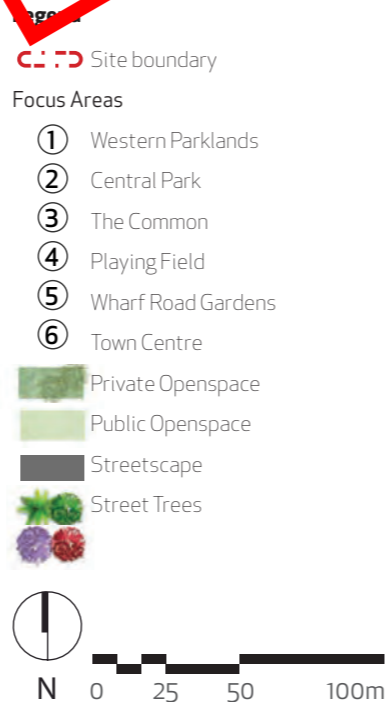 Legend
Site boundary
Focus Areas
1 Western Parklands
2 Central Park
3 The Common
4 Playing Field
5 Wharf Road Gardens
6 Town Centre
Private Openspace
Public Openspace
Streetscape
Street Trees
N 0 25 50 100m